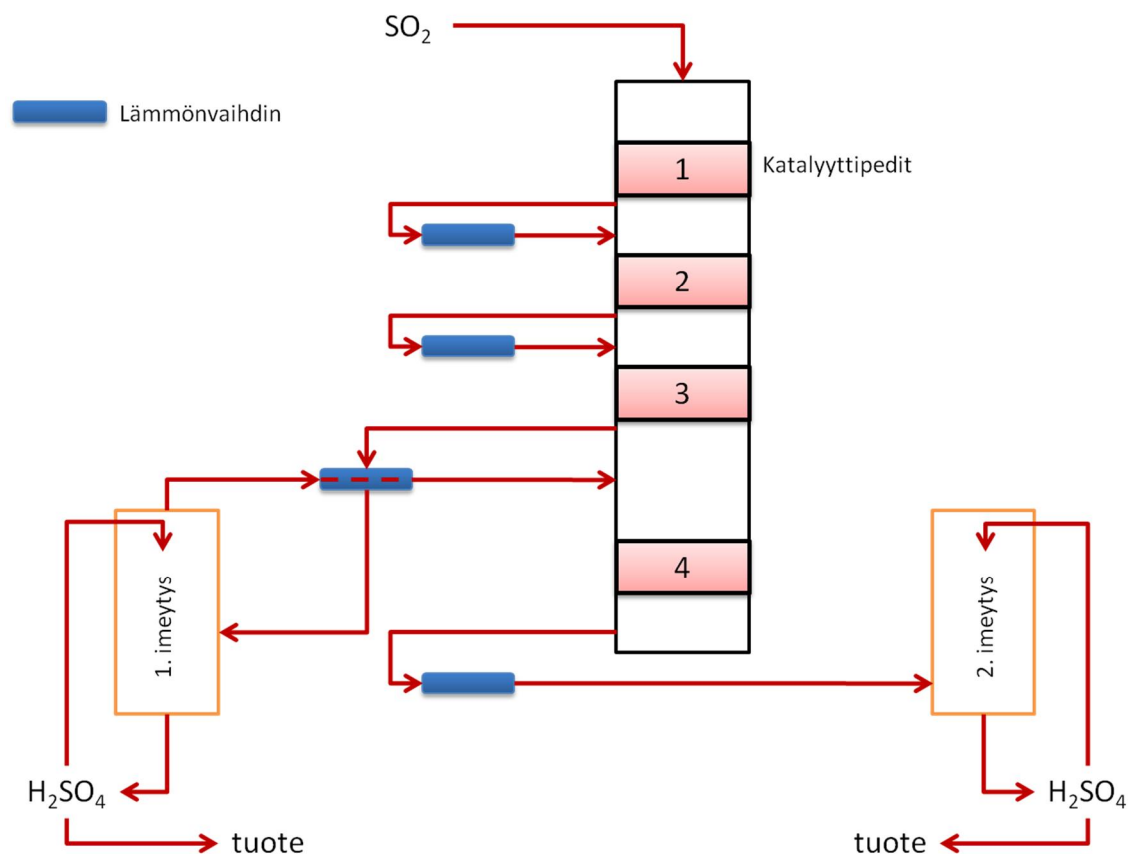 SO₂
Lämmönvaihdin
1
Katalyyttipedit
2
3
4
1. imeytys
2. imeytys
H₂SO₄
H₂SO₄
tuote
tuote